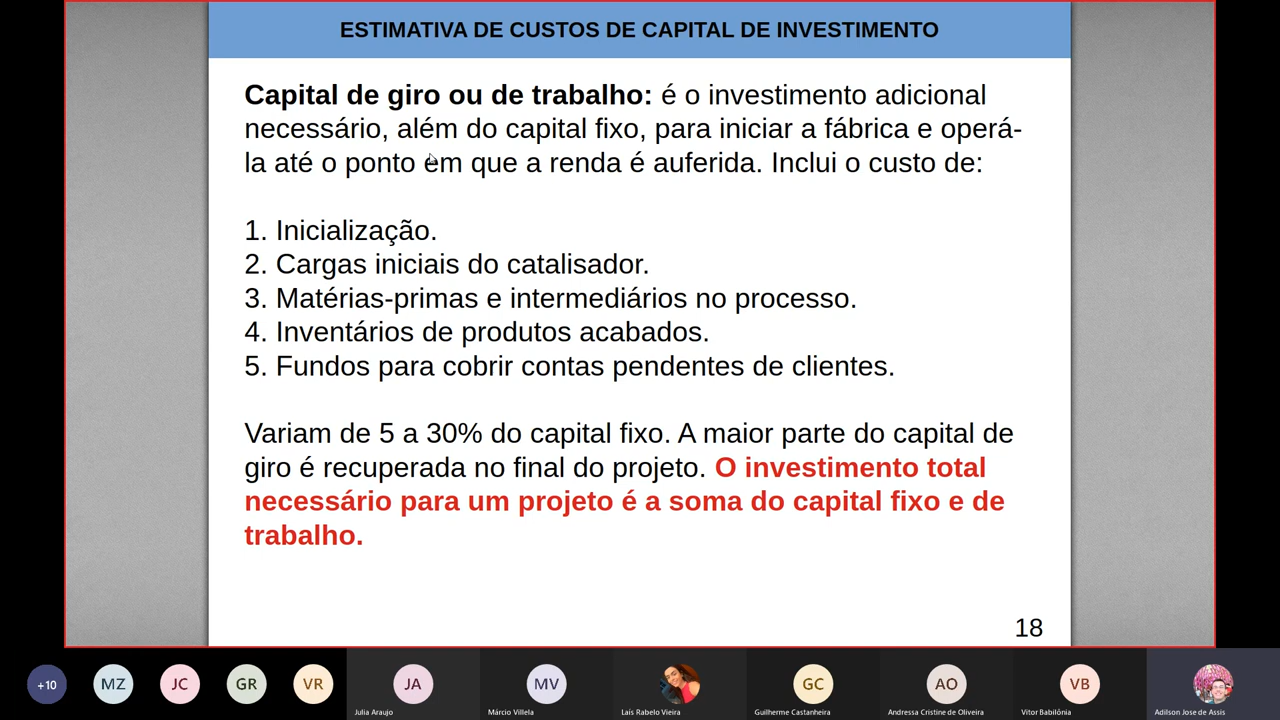 ESTIMATIVA DE CUSTOS DE CAPITAL DE INVESTIMENTO
Capital de giro ou de trabalho: é o investimento adicional
necessário, além do capital fixo, para iniciar a fábrica e operá-
la até o ponto em que a renda é auferida. Inclui o custo de:
1. Inicialização.
2. Cargas iniciais do catalisador.
3. Matérias-primas e intermediários no processo.
4. Inventários de produtos acabados.
5. Fundos para cobrir contas pendentes de clientes.
Variam de 5 a 30% do capital fixo. A maior parte do capital de
giro é recuperada no final do projeto. O investimento total
necessário para um projeto é a soma do capital fixo e de
trabalho.
18
+10 MZ JC GR VR JA MV GC AO VB
Julia Araujo Márcio Villela Laís Rabelo Vieira Guilherme Castanheira Andressa Cristine de Oliveira Vitor Babilônia Adilson Jose de Assis